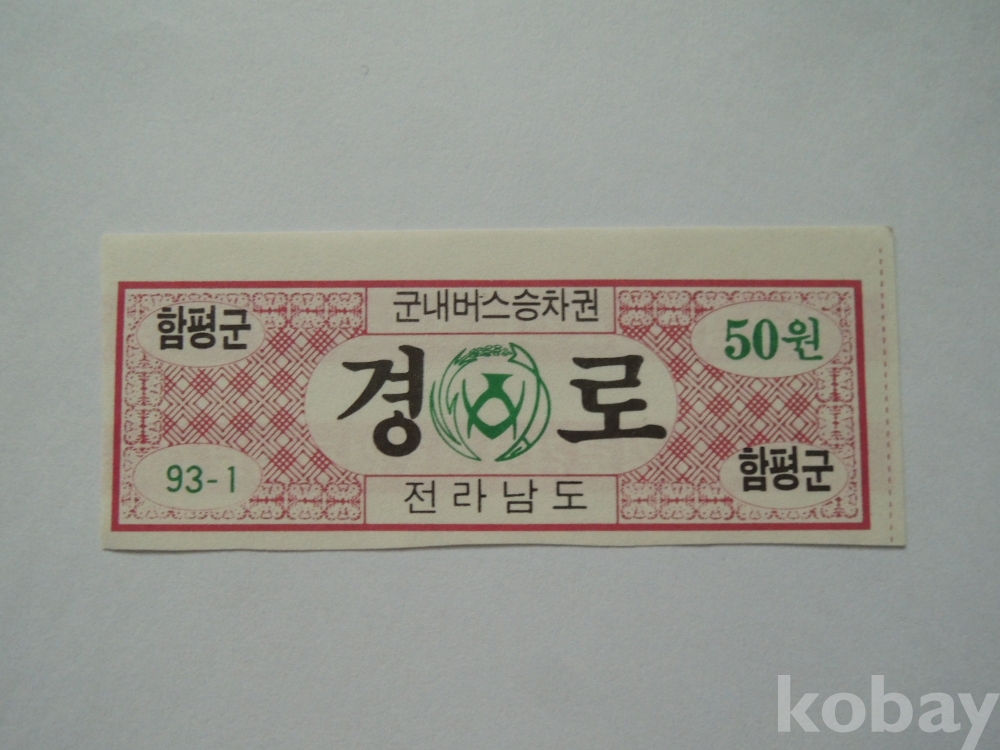 군내버스승차권
함평군
50원
경로
93-1
함평군
전라남도
kobay